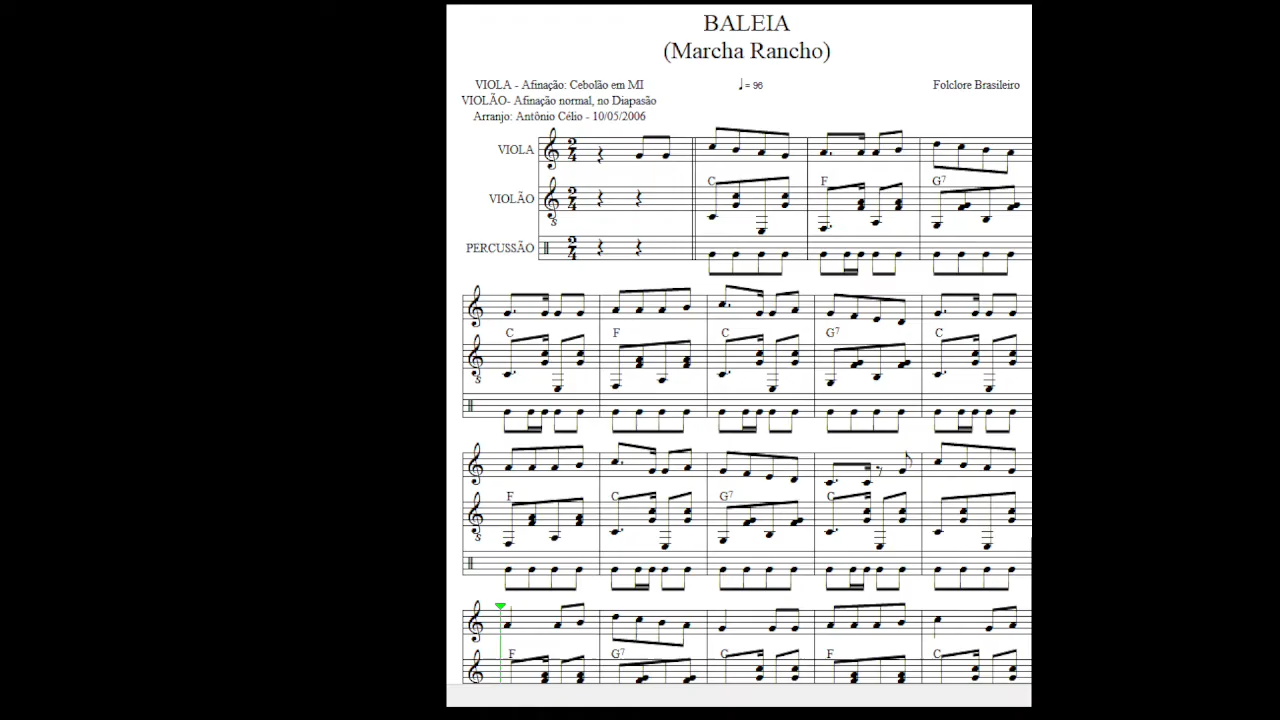 BALEIA
(Marcha Rancho)
VIOLA - Afinação: Cebolão em MI
♩ = 96
Folclore Brasileiro
VIOLÃO- Afinação normal, no Diapasão
Arranjo: Antônio Célio - 10/05/2006
VIOLA
C F G7
VIOLÃO
PERCUSSÃO
C F C G7 C
F C G7 C
F G7 C F C